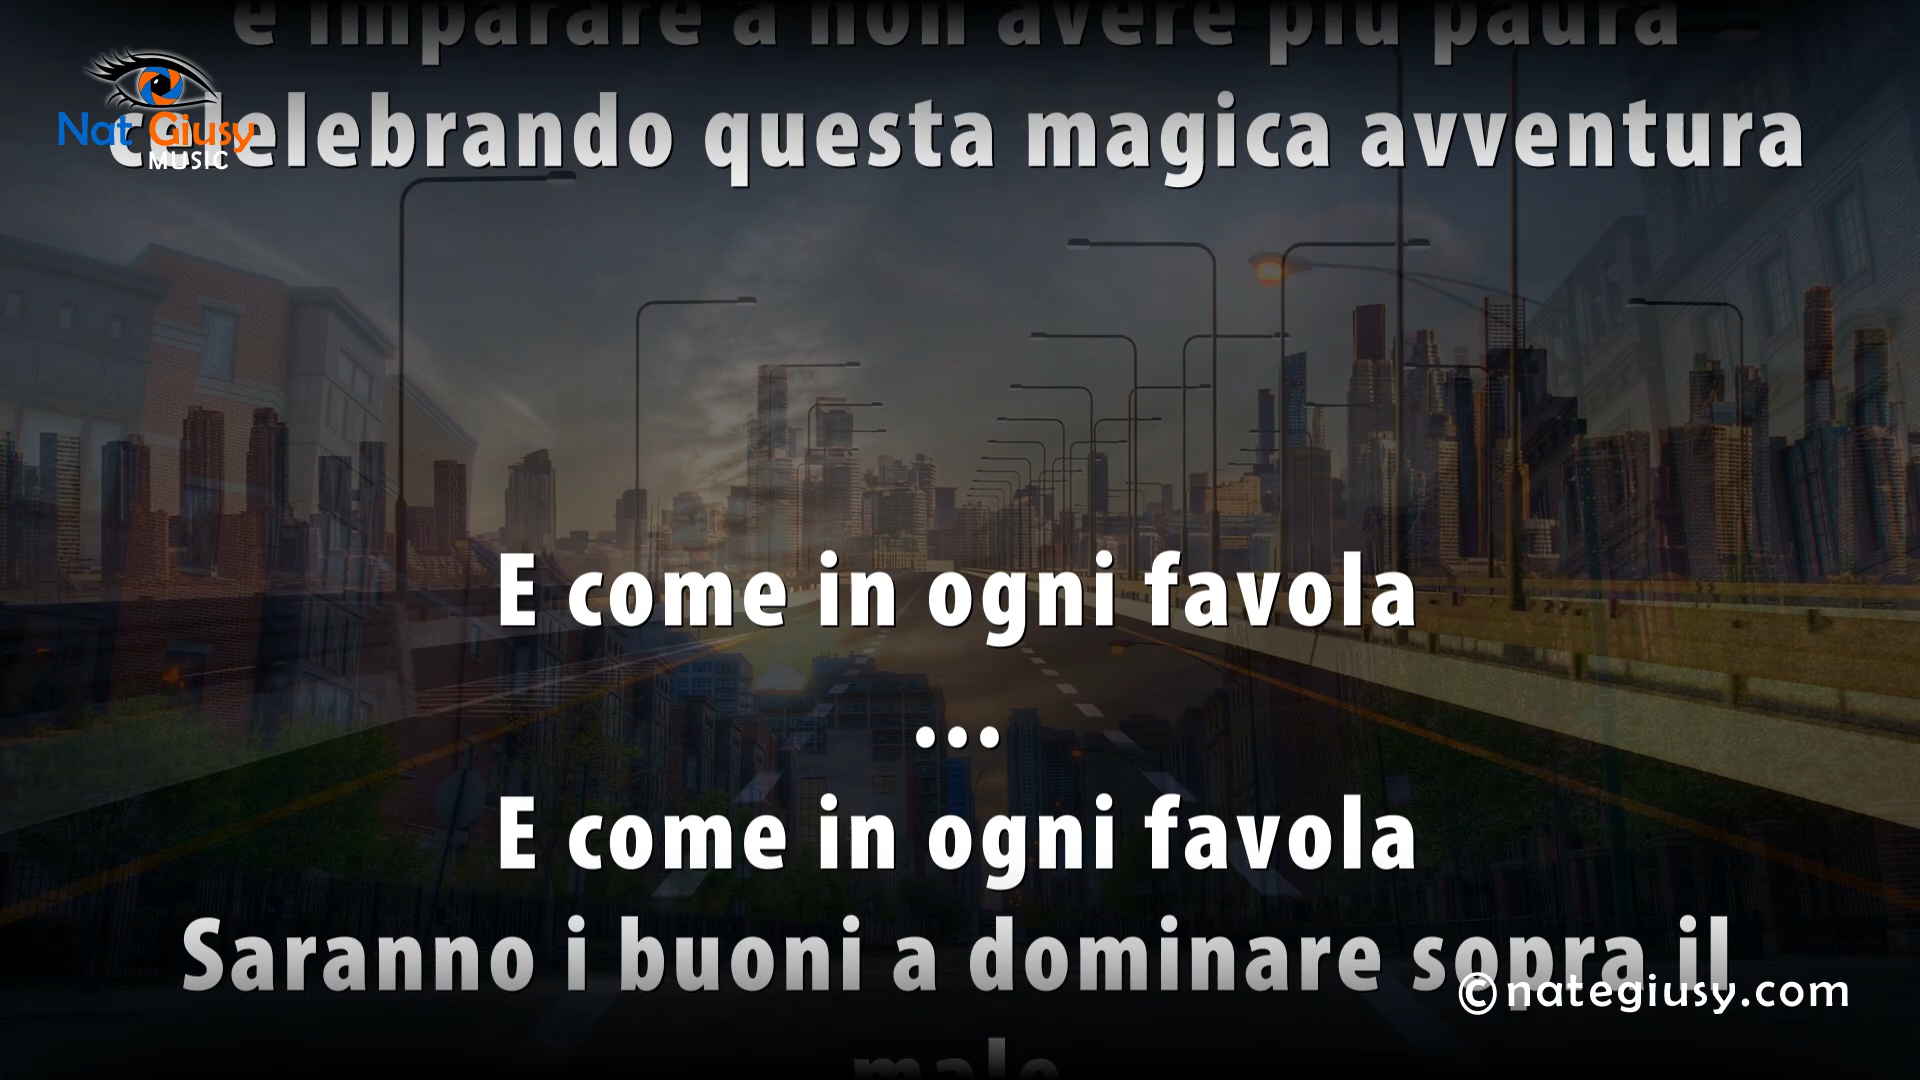 e imparare a non avere più paura
celebrando questa magica avventura
Nat Giusy
MUSIC
E come in ogni favola
...
E come in ogni favola
Saranno i buoni a dominare sopra il
male
©nategiusy.com